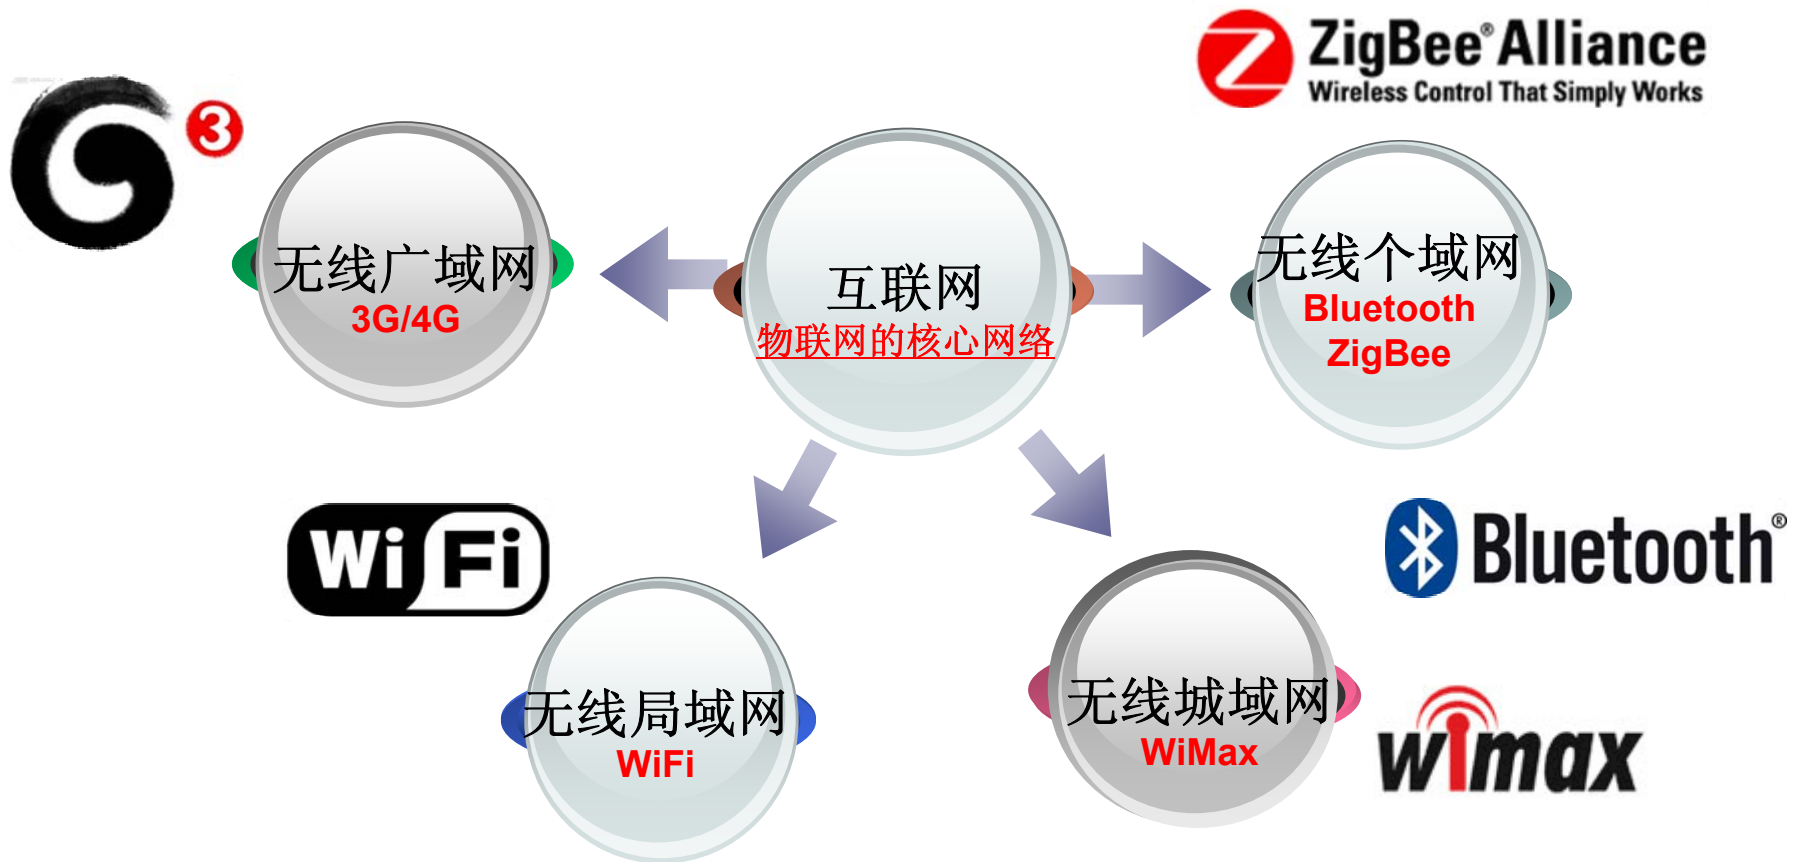 ZigBee® Alliance
Wireless Control That Simply Works
3
无线广域网
3G/4G
互联网
物联网的核心网络
无线个域网
Bluetooth
ZigBee
WiFi
Bluetooth®
无线局域网
WiFi
无线城域网
WiMax
wimax